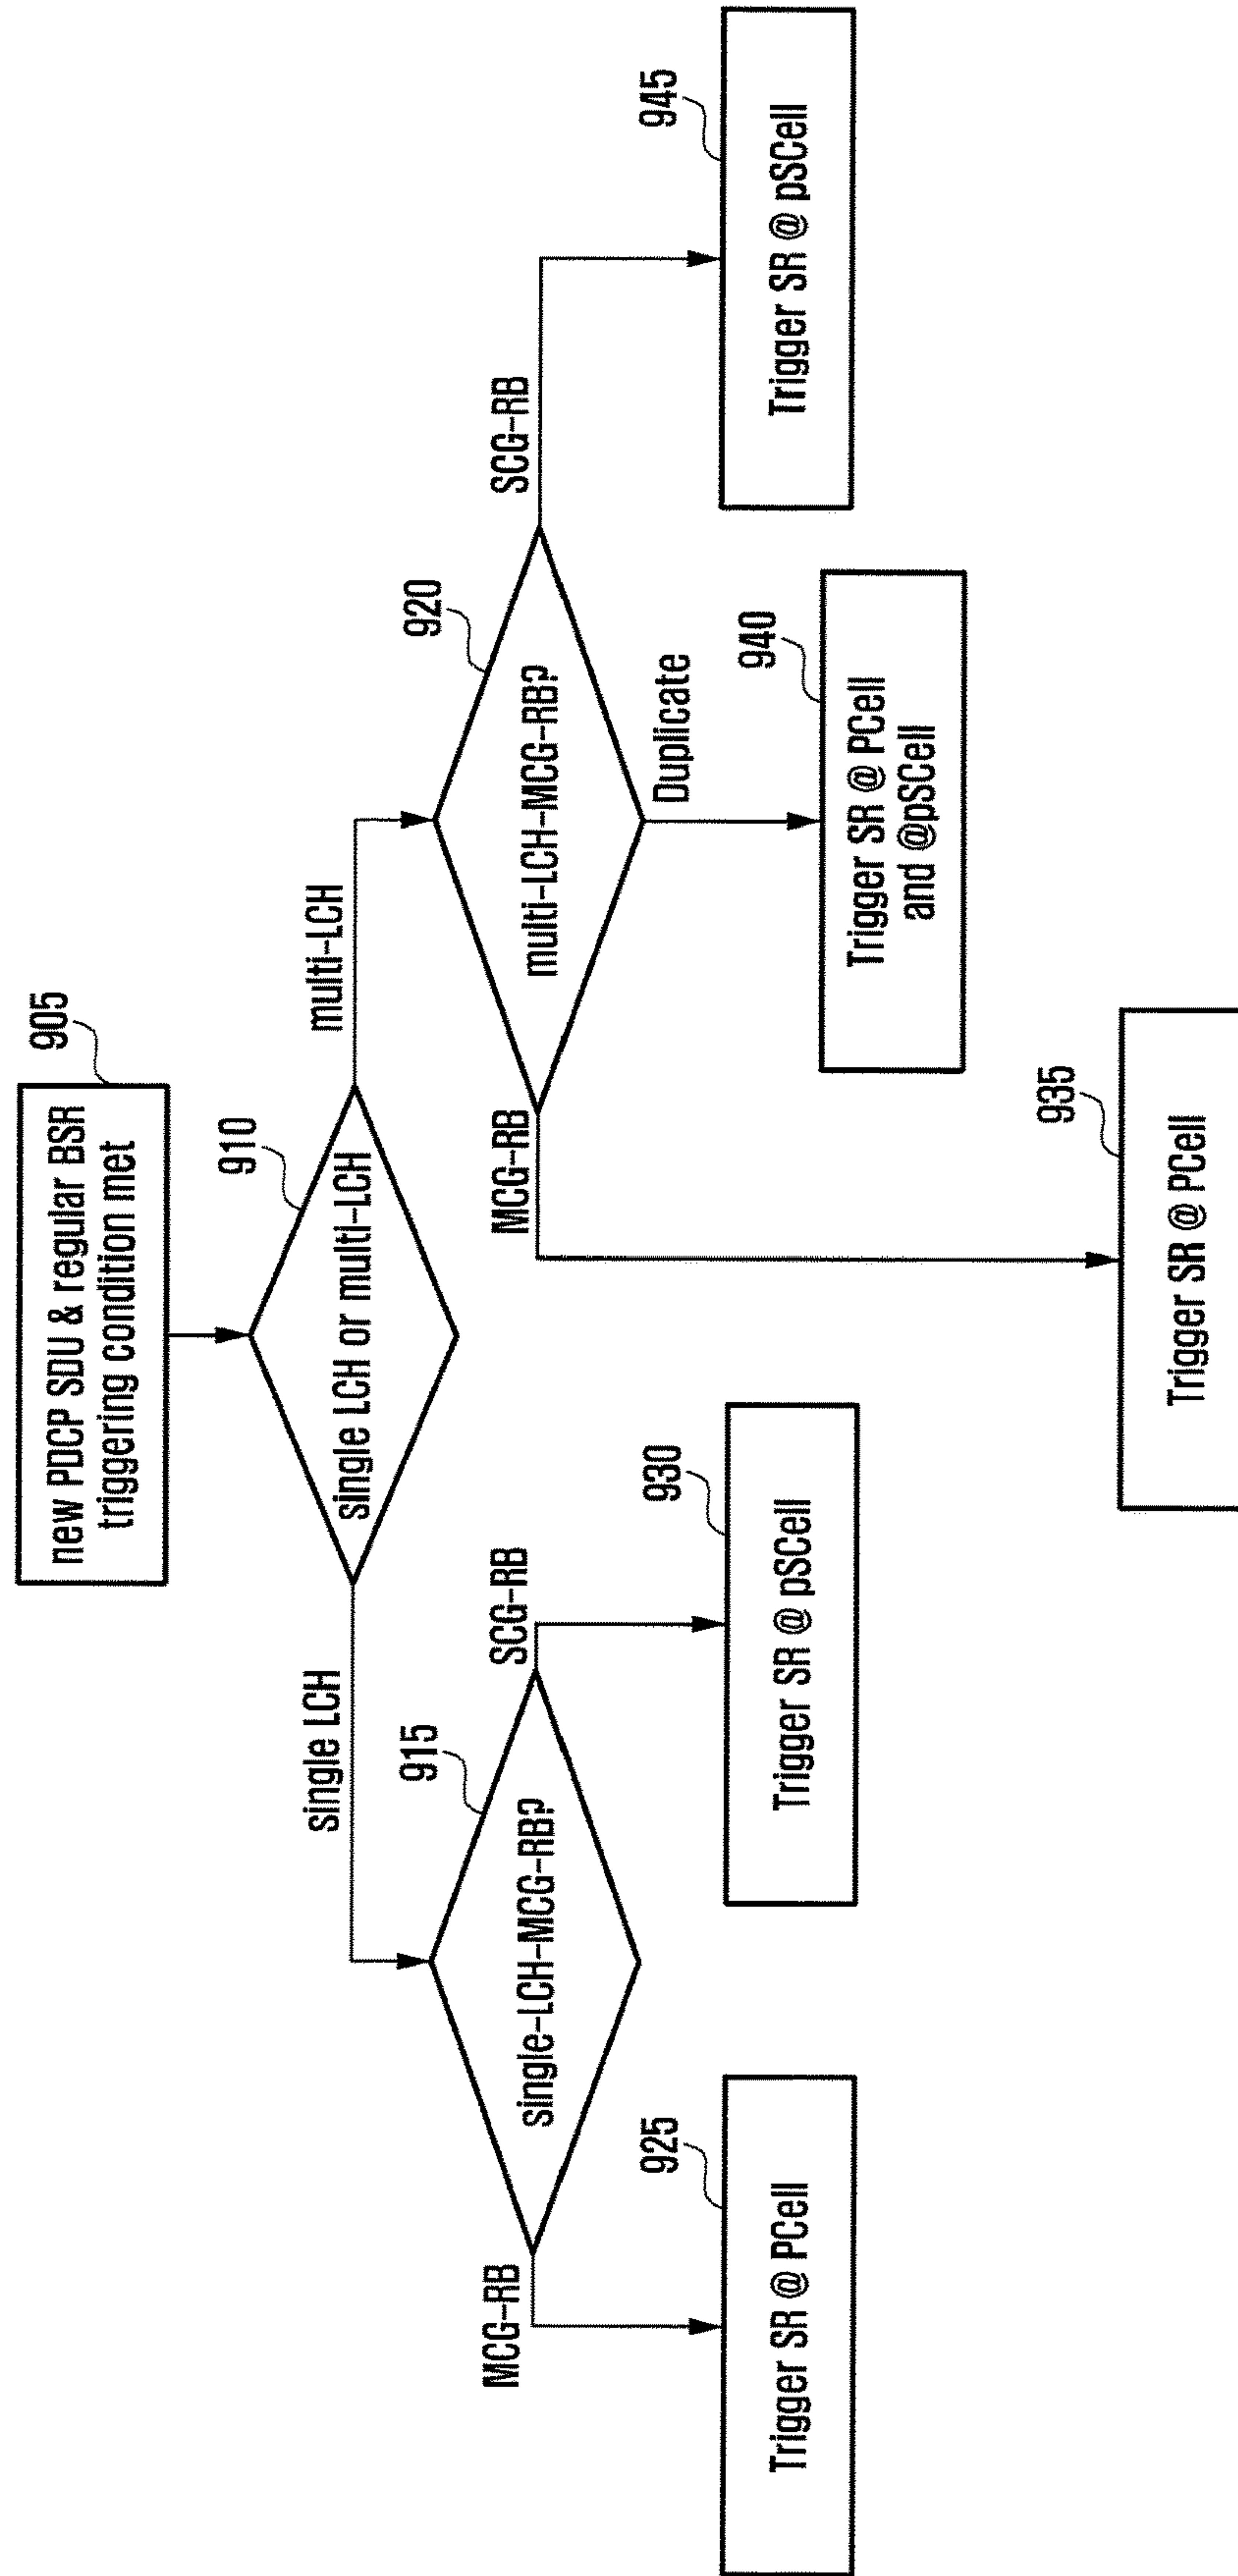 905
new PDCP SDU & regular BSR
triggering condition met
910
single LCH or multi-LCH
single LCH
multi-LCH
915
single-LCH-MCG-RB?
920
multi-LCH-MCG-RB?
MCG-RB
SCG-RB
MCG-RB
Duplicate
SCG-RB
925
Trigger SR @ PCell
930
Trigger SR @ pSCell
935
Trigger SR @ PCell
940
Trigger SR @ PCell
and @pSCell
945
Trigger SR @ pSCell